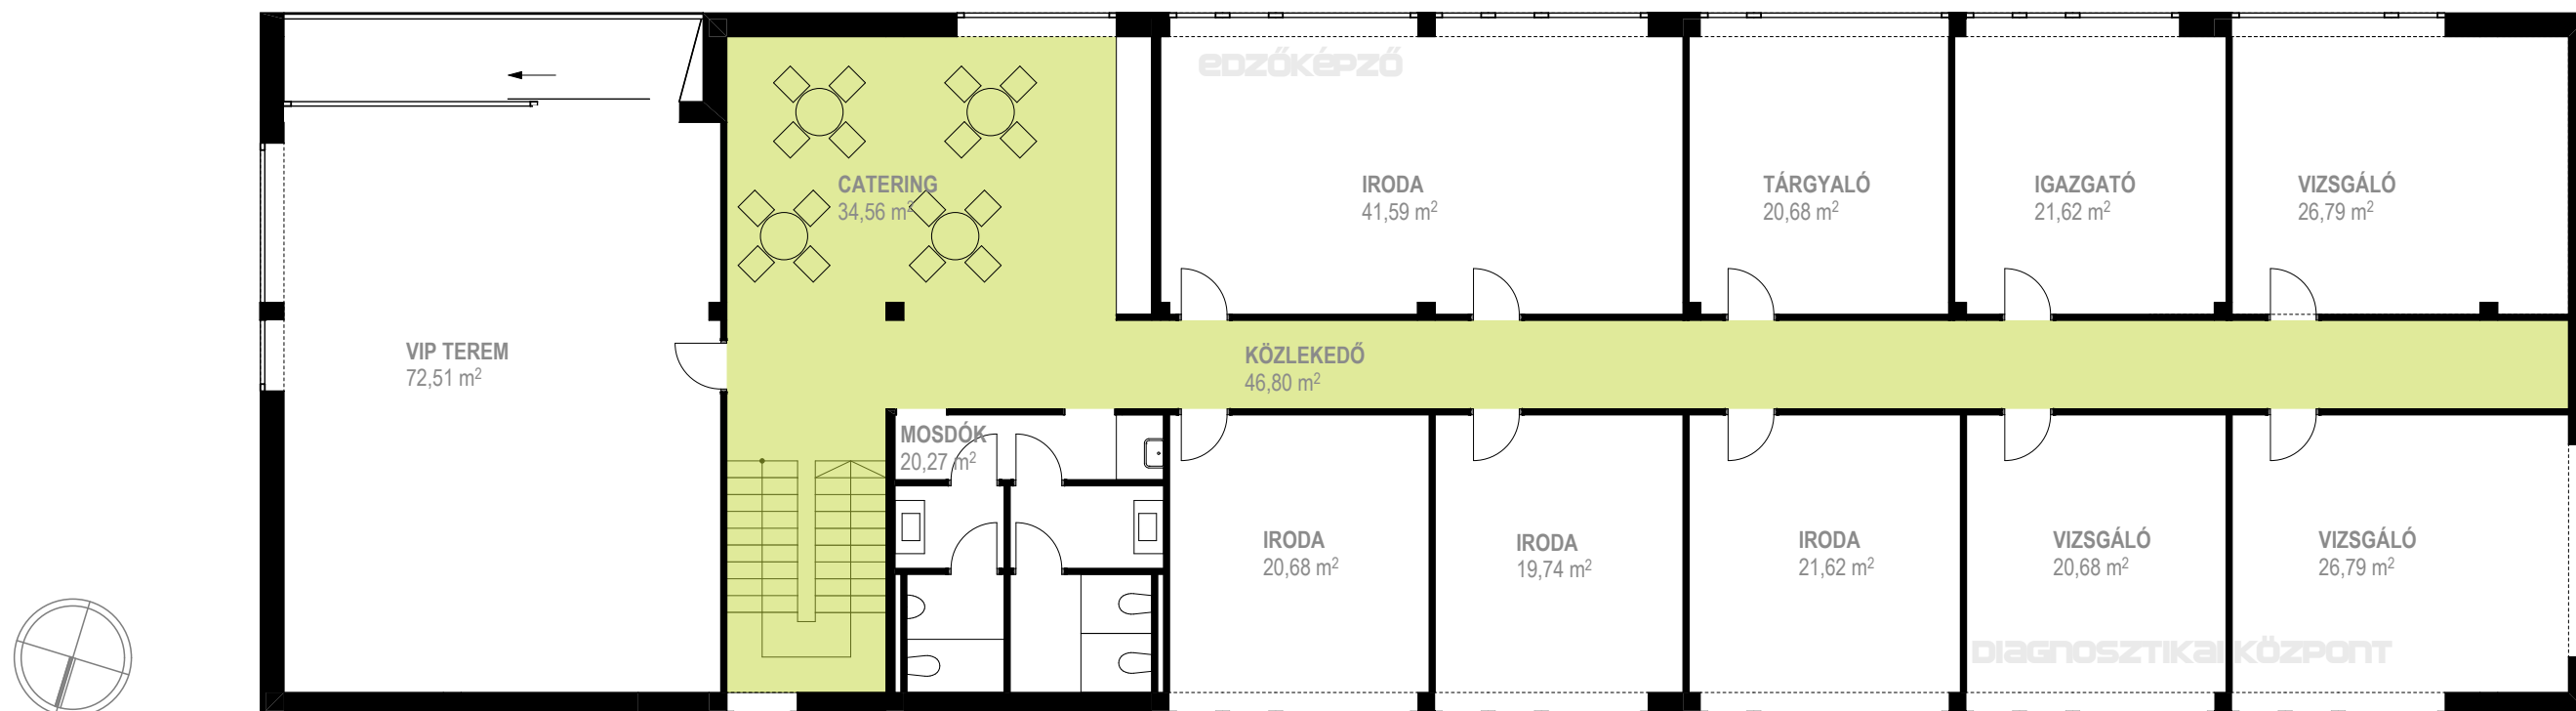 EDZŐKÉPZŐ
CATERING
34,56 m²
IRODA
41,59 m²
TÁRGYALÓ
20,68 m²
IGAZGATÓ
21,62 m²
VIZSGÁLÓ
26,79 m²
VIP TEREM
72,51 m²
KÖZLEKEDŐ
46,80 m²
MOSDÓK
20,27 m²
IRODA
20,68 m²
IRODA
19,74 m²
IRODA
21,62 m²
VIZSGÁLÓ
20,68 m²
VIZSGÁLÓ
26,79 m²
DIAGNOSZTIKAI KÖZPONT